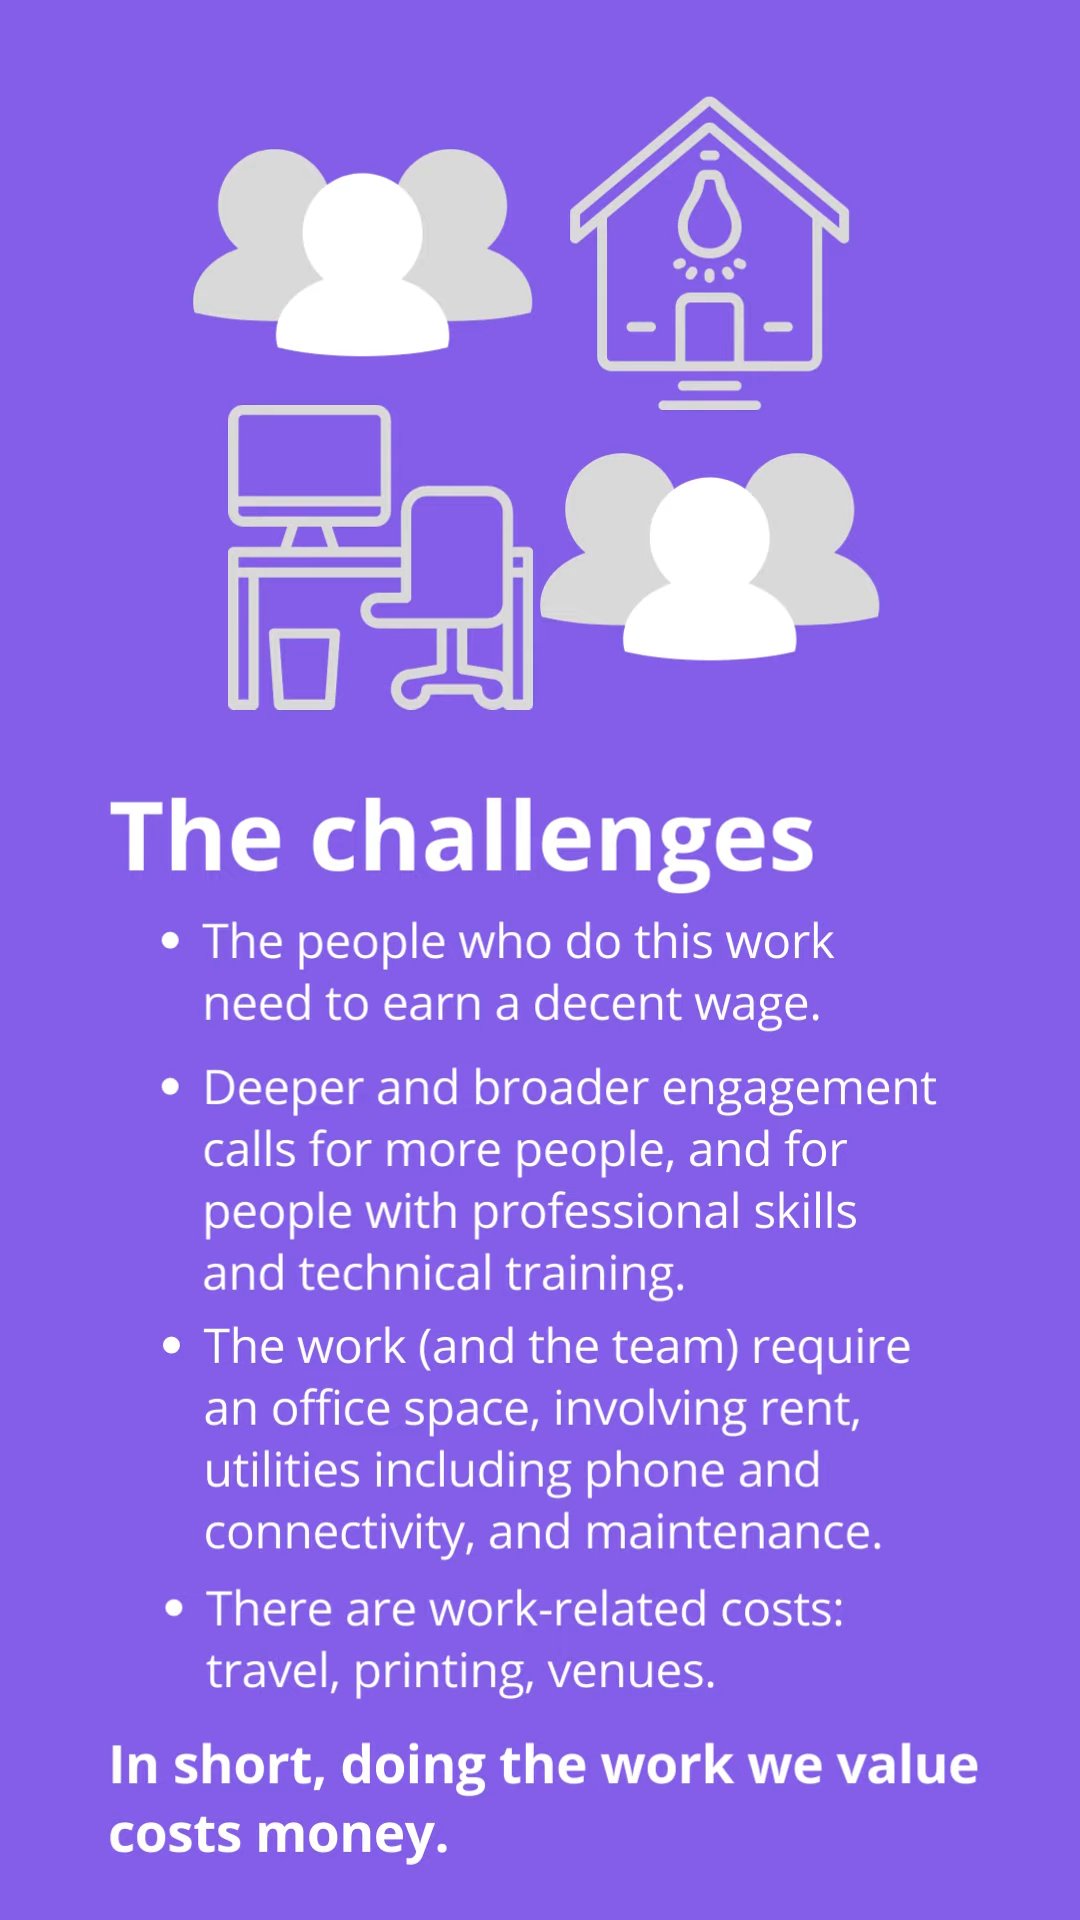 The challenges
• The people who do this work
need to earn a decent wage.
• Deeper and broader engagement
calls for more people, and for
people with professional skills
and technical training.
• The work (and the team) require
an office space, involving rent,
utilities including phone and
connectivity, and maintenance.
• There are work-related costs:
travel, printing, venues.
In short, doing the work we value
costs money.